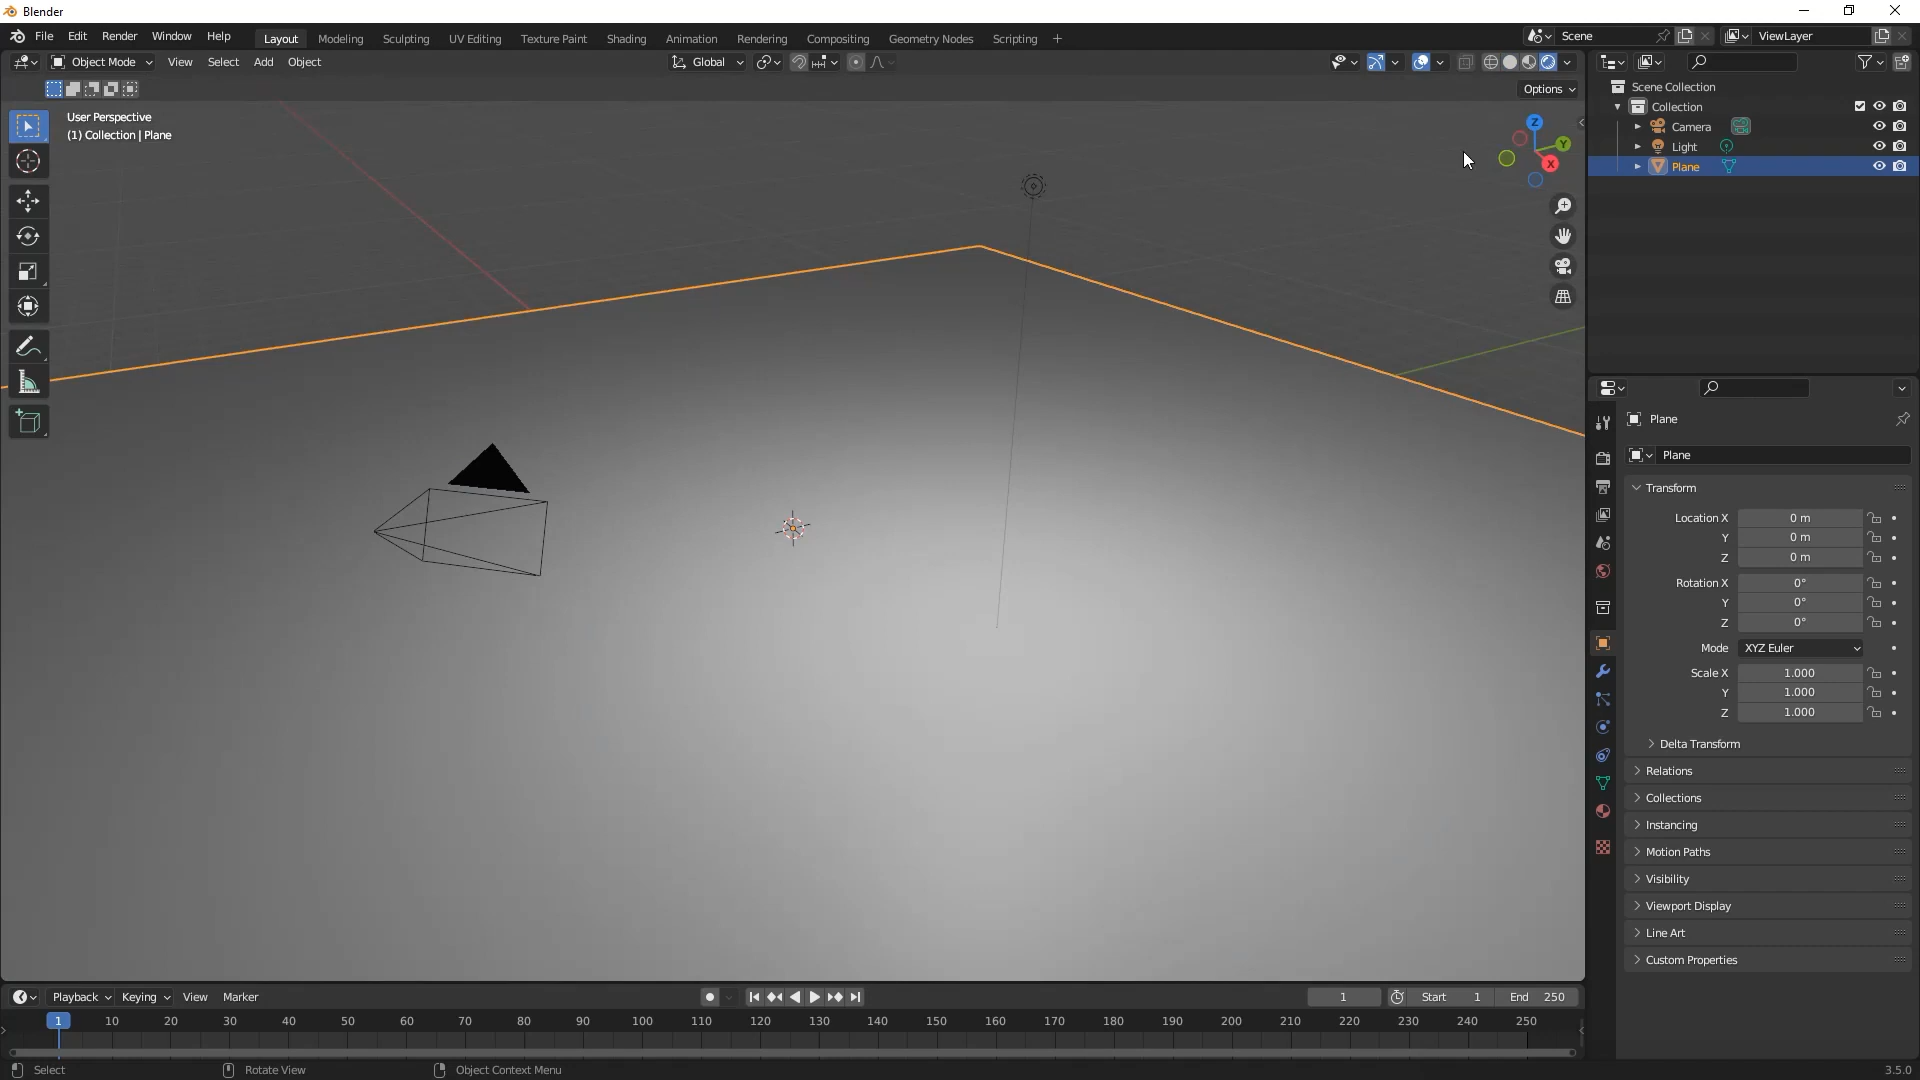 Blender
File Edit Render Window Help Layout Modeling Sculpting UV Editing Texture Paint Shading Animation Rendering Compositing Geometry Nodes Scripting + Scene ViewLayer
Object Mode View Select Add Object Global
Options
User Perspective
(1) Collection | Plane
Z
Y
X
Scene Collection
Collection
Camera
Light
Plane
Plane
Plane
Transform
Location X 0 m
Y 0 m
Z 0 m
Rotation X 0°
Y 0°
Z 0°
Mode XYZ Euler
Scale X 1.000
Y 1.000
Z 1.000
Delta Transform
Relations
Collections
Instancing
Motion Paths
Visibility
Viewport Display
Line Art
Custom Properties
Playback Keying View Marker 1 Start 1 End 250
1 10 20 30 40 50 60 70 80 90 100 110 120 130 140 150 160 170 180 190 200 210 220 230 240 250
Select Rotate View Object Context Menu 3.5.0